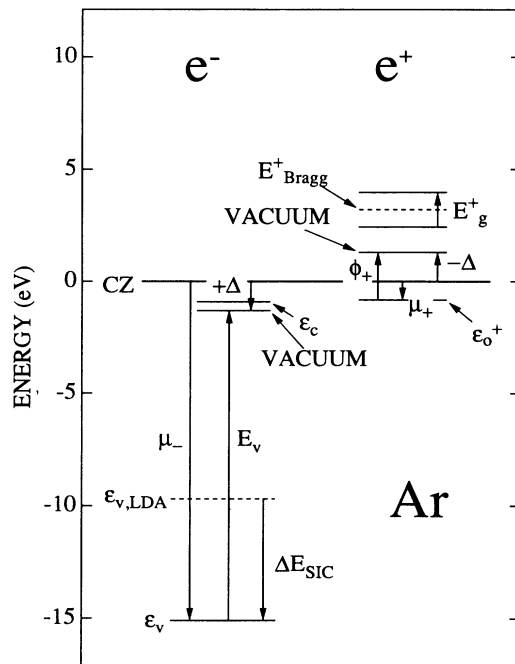 10
5
0
-5
-10
-15
ENERGY (eV)
e⁻
e⁺
E⁺Bragg
E⁺g
VACUUM
ϕ₊
−Δ
CZ
+Δ
μ₊
εo⁺
εc
VACUUM
μ₋
Ev
εv,LDA
Ar
ΔESIC
εv